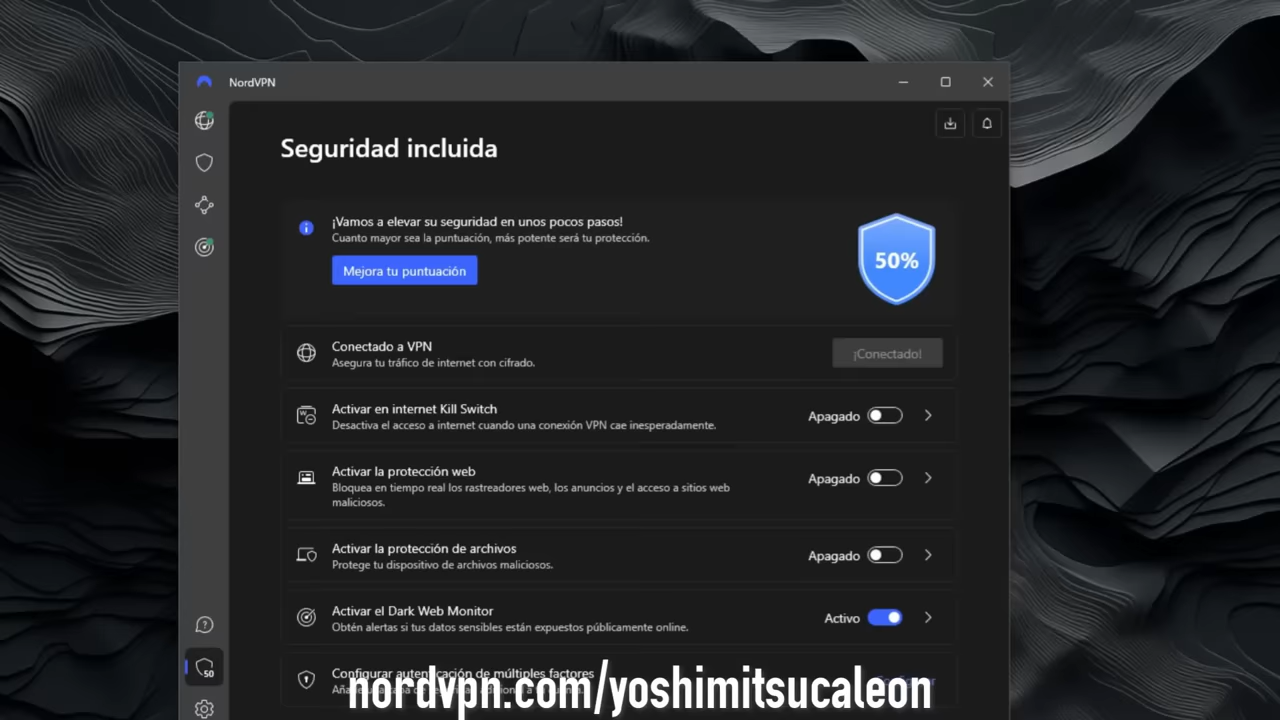 NordVPN
Seguridad incluida
¡Vamos a elevar su seguridad en unos pocos pasos!
Cuanto mayor sea la puntuación, más potente será tu protección.
Mejora tu puntuación
50%
Conectado a VPN
Asegura tu tráfico de internet con cifrado.
¡Conectado!
Activar en internet Kill Switch
Desactiva el acceso a internet cuando una conexión VPN cae inesperadamente.
Apagado
Activar la protección web
Bloquea en tiempo real los rastreadores web, los anuncios y el acceso a sitios web
maliciosos.
Apagado
Activar la protección de archivos
Protege tu dispositivo de archivos maliciosos.
Apagado
Activar el Dark Web Monitor
Obtén alertas si tus datos sensibles están expuestos públicamente online.
Activo
50
Configurar autenticación de múltiples factores
nordvpn.com/yoshimitsucaleon